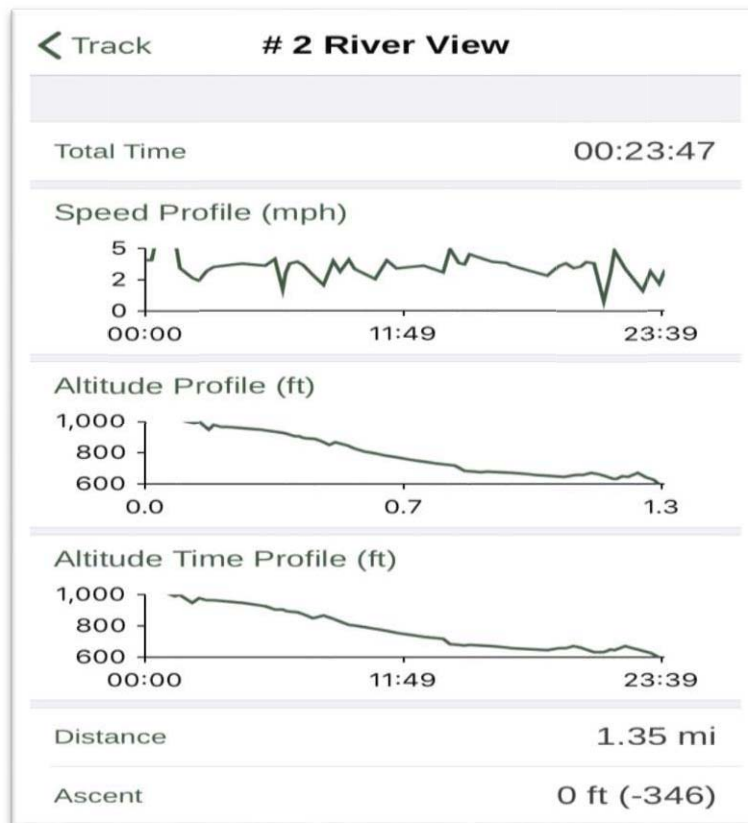 Track # 2 River View
Total Time 00:23:47
Speed Profile (mph)
5
2
0
00:00 11:49 23:39
Altitude Profile (ft)
1,000
800
600
0.0 0.7 1.3
Altitude Time Profile (ft)
1,000
800
600
00:00 11:49 23:39
Distance 1.35 mi
Ascent 0 ft (-346)